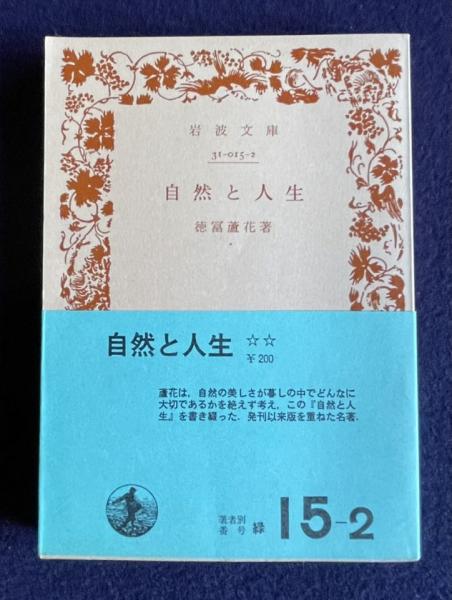 岩波文庫
31-015-2
自然と人生
徳冨蘆花著
自然と人生 ☆☆
¥200
蘆花は，自然の美しさが暮しの中でどんなに
大切であるかを絶えず考え，この『自然と人
生』を書き綴った．発刊以来版を重ねた名著．
著者別
番号 緑 15-2